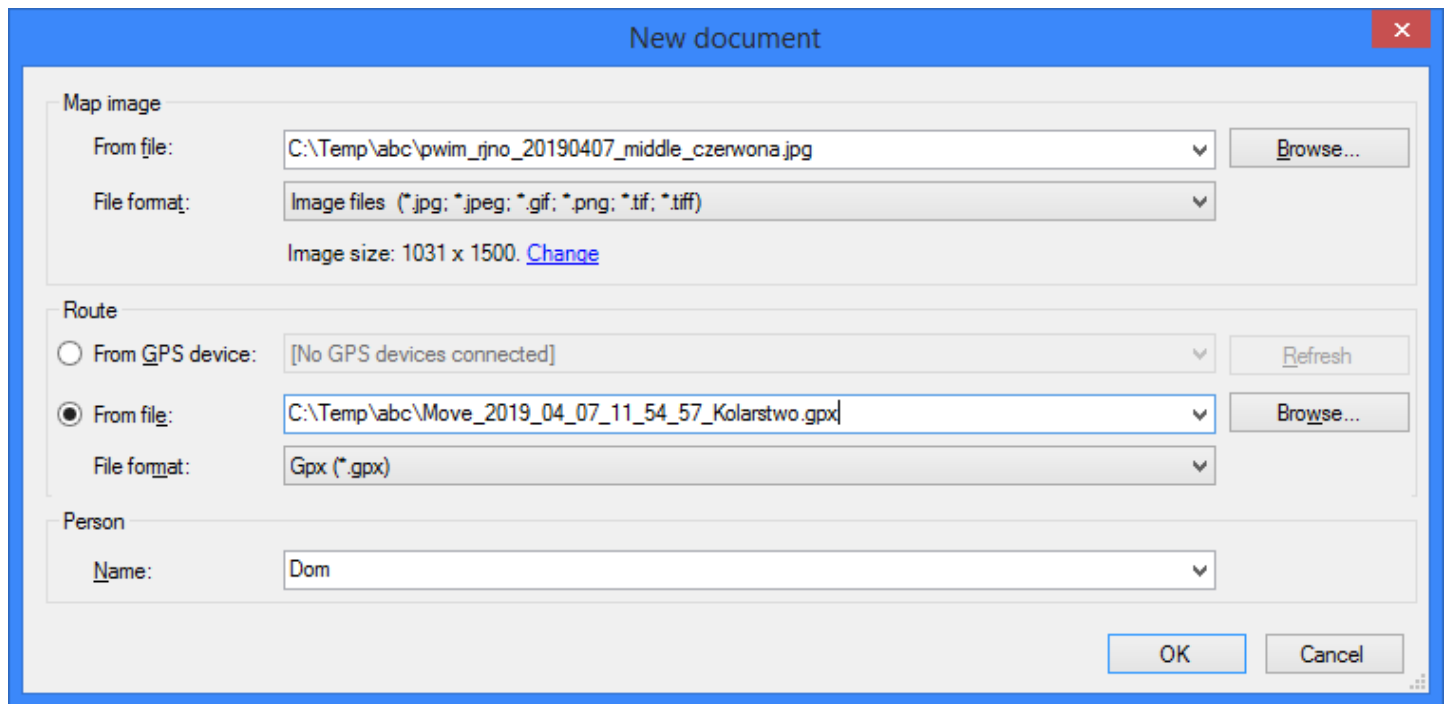 New document
Map image
From file: C:\Temp\abc\pwim_rjno_20190407_middle_czerwona.jpg Browse...
File format: Image files (*.jpg; *.jpeg; *.gif; *.png; *.tif; *.tiff)
Image size: 1031 x 1500. Change
Route
From GPS device: [No GPS devices connected] Refresh
From file: C:\Temp\abc\Move_2019_04_07_11_54_57_Kolarstwo.gpx Browse...
File format: Gpx (*.gpx)
Person
Name: Dom
OK Cancel